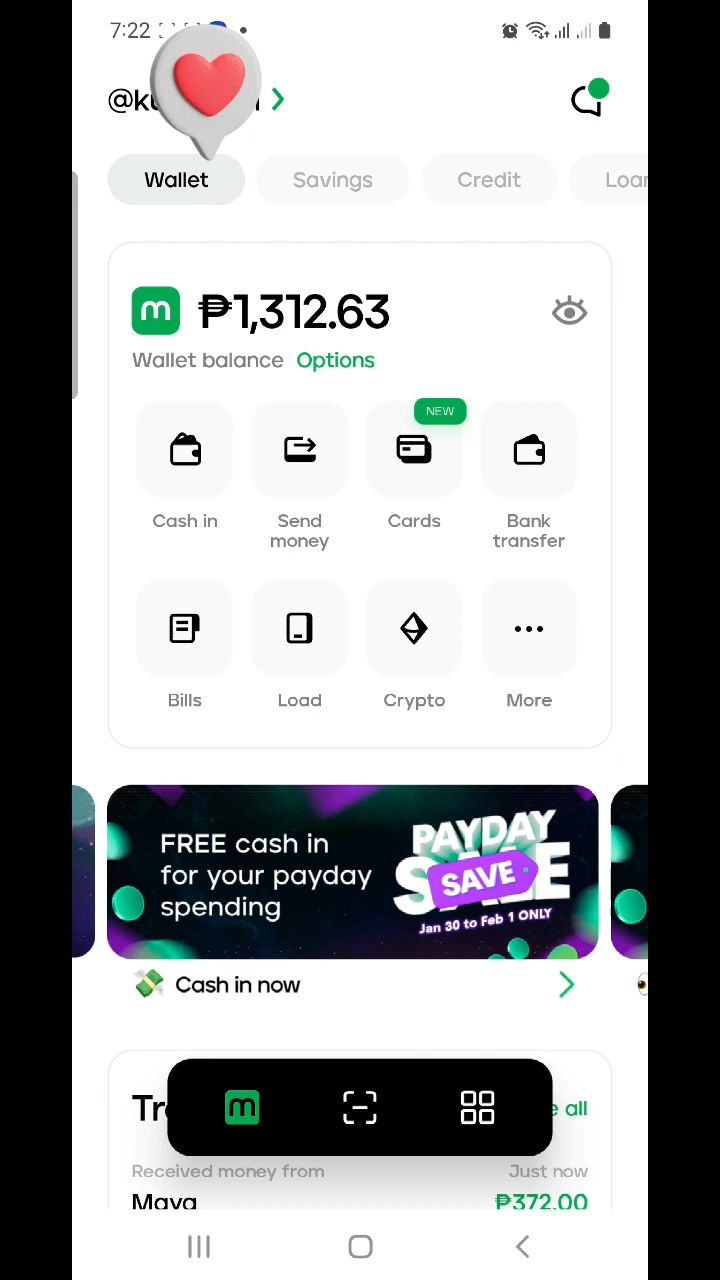 7:22
Wallet Savings Credit
m ₱1,312.63
Wallet balance Options
NEW
Cash in Send money Cards Bank transfer
Bills Load Crypto More
FREE cash in
for your payday
spending
PAYDAY
SALE
SAVE
Jan 30 to Feb 1 ONLY
💸 Cash in now
m
all
Received money from Just now
Maya ₱372.00